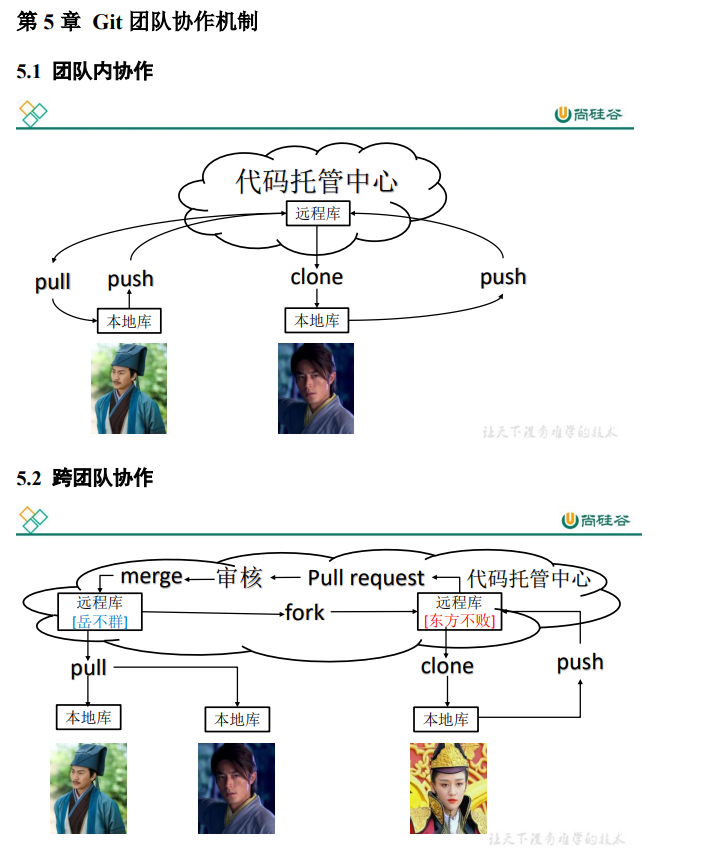 第 5 章 Git 团队协作机制
5.1 团队内协作
尚硅谷
代码托管中心
远程库
pull
push
clone
push
本地库
本地库
让天下没有难学的技术
5.2 跨团队协作
尚硅谷
merge
审核
Pull request
代码托管中心
远程库
[岳不群]
fork
远程库
[东方不败]
pull
clone
push
本地库
本地库
本地库
让天下没有难学的技术